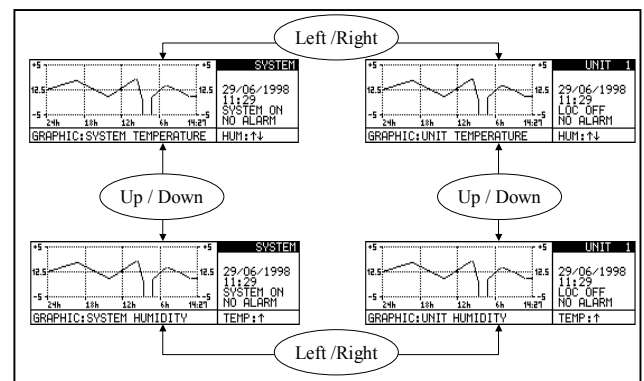 Left /Right
+5
+5
SYSTEM
12.5
12.5
29/06/1998
11:29
SYSTEM ON
NO ALARM
-5
-5
24h 18h 12h 6h 14:27
GRAPHIC:SYSTEM TEMPERATURE
HUM:↑↓
+5
+5
UNIT 1
12.5
12.5
29/06/1998
11:29
LOC OFF
NO ALARM
-5
-5
24h 18h 12h 6h 14:27
GRAPHIC:UNIT TEMPERATURE
HUM:↑↓
Up / Down
Up / Down
+5
+5
SYSTEM
12.5
12.5
29/06/1998
11:29
SYSTEM ON
NO ALARM
-5
-5
24h 18h 12h 6h 14:27
GRAPHIC:SYSTEM HUMIDITY
TEMP:↑
+5
+5
UNIT 1
12.5
12.5
29/06/1998
11:29
LOC OFF
NO ALARM
-5
-5
24h 18h 12h 6h 14:27
GRAPHIC:UNIT HUMIDITY
TEMP:↑
Left /Right